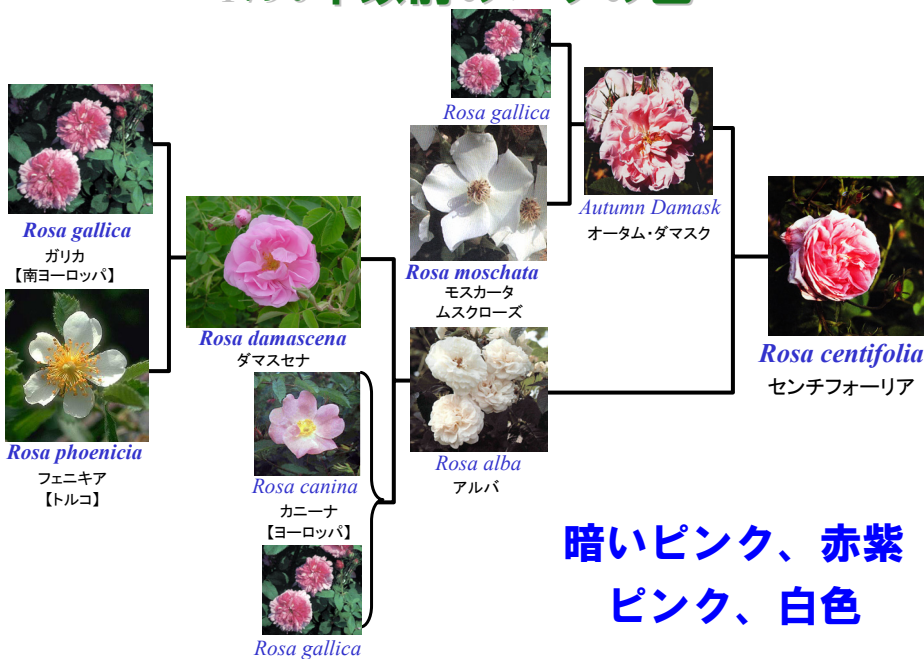 Rosa gallica
ガリカ
【南ヨーロッパ】
Rosa phoenicia
フェニキア
【トルコ】
Rosa damascena
ダマスセナ
Rosa canina
カニーナ
【ヨーロッパ】
Rosa gallica
Rosa gallica
Rosa moschata
モスカータ
ムスクローズ
Rosa alba
アルバ
Autumn Damask
オータム・ダマスク
Rosa centifolia
センチフォーリア
暗いピンク、赤紫
ピンク、白色